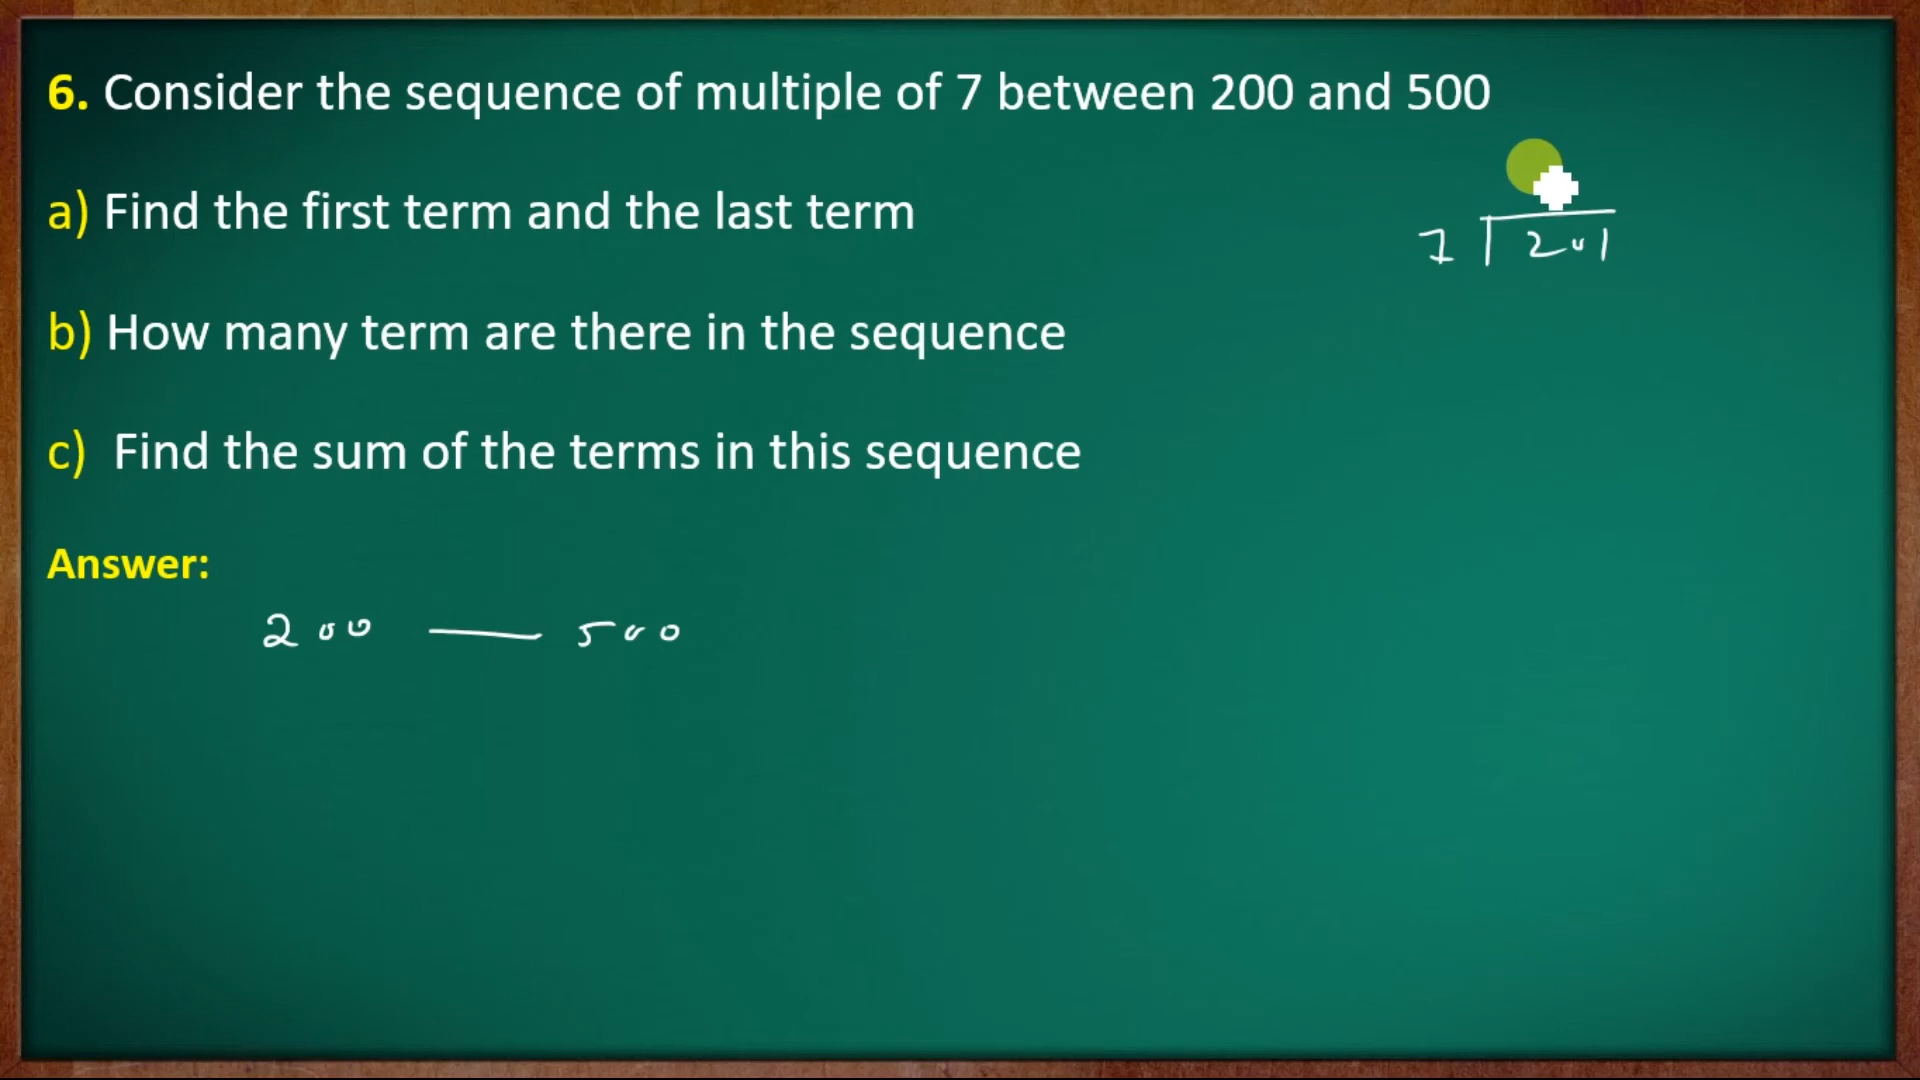 6. Consider the sequence of multiple of 7 between 200 and 500
a) Find the first term and the last term
7 | 201
b) How many term are there in the sequence
c) Find the sum of the terms in this sequence
Answer:
200 — 500